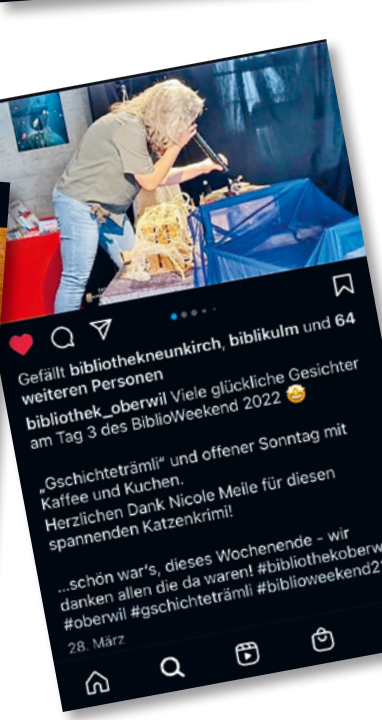 Gefällt bibliothekneunkirch, biblikulm und 64
weiteren Personen
bibliothek_oberwil Viele glückliche Gesichter
am Tag 3 des BiblioWeekend 2022 🤩
„Gschichteträmli" und offener Sonntag mit
Kaffee und Kuchen.
Herzlichen Dank Nicole Meile für diesen
spannenden Katzenkrimi!
...schön war's, dieses Wochenende - wir
danken allen die da waren! #bibliothekoberw
#oberwil #gschichteträmli #biblioweekend2
28. März